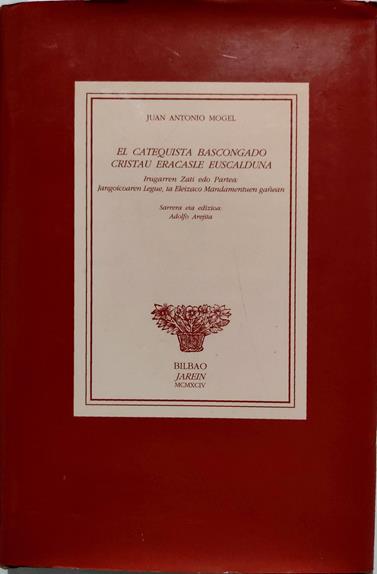 JUAN ANTONIO MOGEL
EL CATEQUISTA BASCONGADO
CRISTAU ERACASLE EUSCALDUNA
Irugarren Zati edo Partea:
Jangoicoaren Legue, ta Eleizaco Mandamentuen gañean
Sarrera eta edizioa:
Adolfo Arejita
BILBAO
JAREIN
MCMXCIV